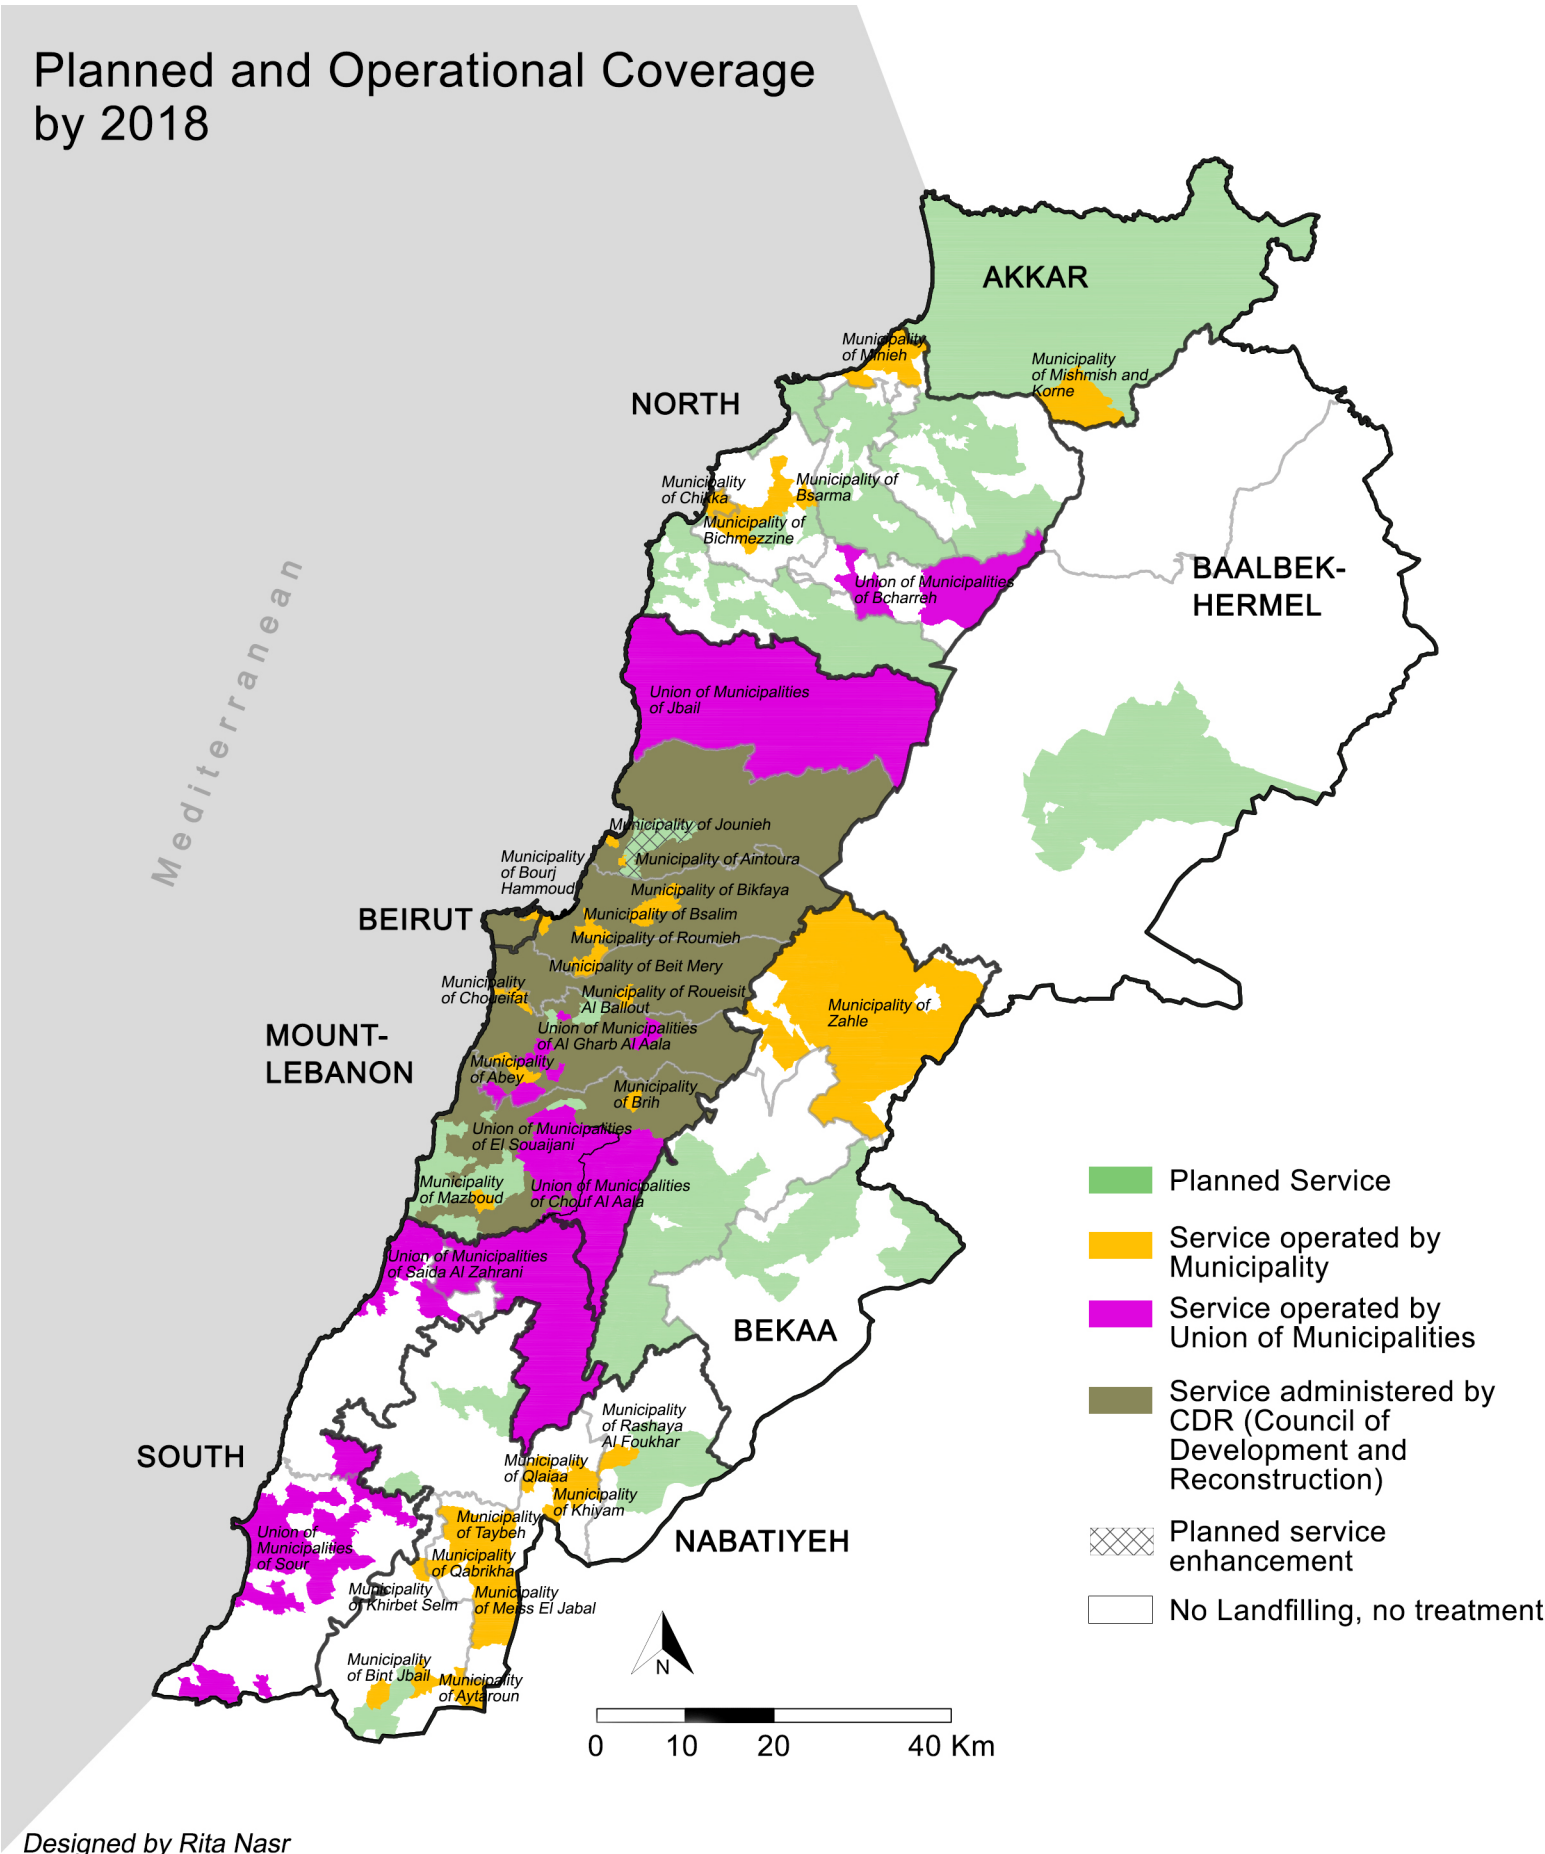 Planned and Operational Coverage
by 2018
AKKAR
Municipality
of Minieh
Municipality
of Mishmish and
Korne
NORTH
Municipality
of Chikka
Municipality of
Bsarma
Municipality of
Bichmezzine
Union of Municipalities
of Bcharreh
BAALBEK-
HERMEL
Mediterranean
Union of Municipalities
of Jbail
Municipality of Jounieh
Municipality
of Bourj
Hammoud
Municipality of Aintoura
Municipality of Bikfaya
BEIRUT
Municipality of Bsalim
Municipality of Roumieh
Municipality of Beit Mery
Municipality
of Choueifat
Municipality of Roueisit
Al Ballout
Municipality of
Zahle
MOUNT-
LEBANON
Union of Municipalities
of Al Gharb Al Aala
Municipality
of Abey
Municipality
of Brih
Union of Municipalities
of El Souaijani
Municipality
of Mazboud
Union of Municipalities
of Chouf Al Aala
Union of Municipalities
of Saida Al Zahrani
BEKAA
Municipality
of Rashaya
Al Foukhar
SOUTH
Municipality
of Qlaiaa
Municipality
of Khiyam
Municipality
of Taybeh
Union of
Municipalities
of Sour
NABATIYEH
Municipality
of Qabrikha
Municipality
of Khirbet Selm
Municipality
of Meiss El Jabal
Municipality
of Bint Jbail
Municipality
of Aytaroun
N
0 10 20 40 Km
Planned Service
Service operated by
Municipality
Service operated by
Union of Municipalities
Service administered by
CDR (Council of
Development and
Reconstruction)
Planned service
enhancement
No Landfilling, no treatment
Designed by Rita Nasr